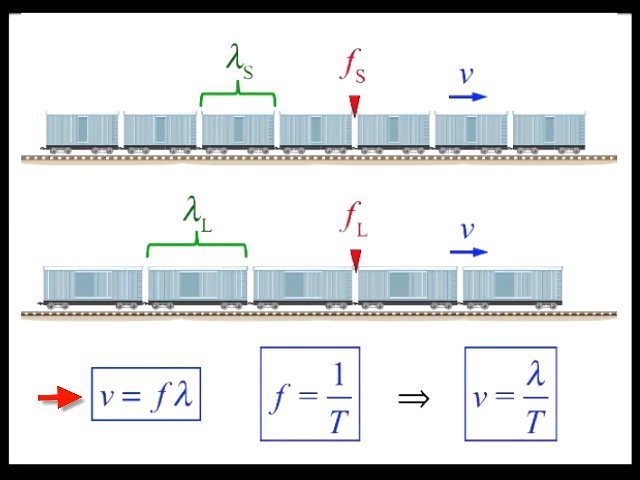 λS fS v
λL fL v
v = fλ f = 1/T ⇒ v = λ/T